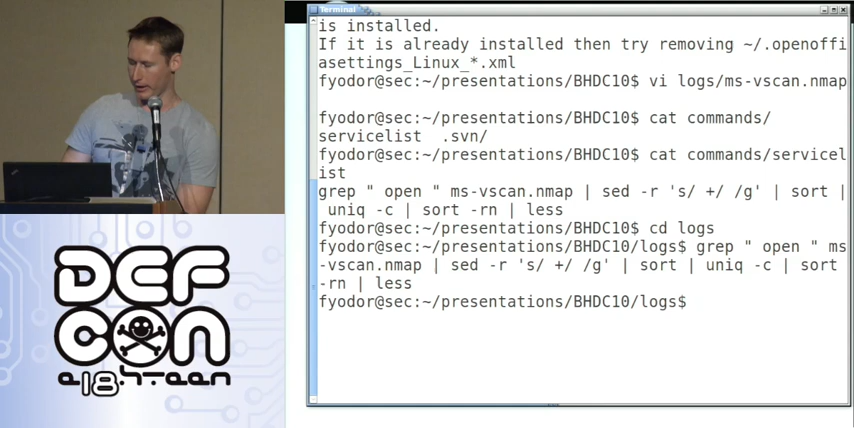 Terminal
is installed.
If it is already installed then try removing ~/.openoffi
asettings_Linux_*.xml
fyodor@sec:~/presentations/BHDC10$ vi logs/ms-vscan.nmap
fyodor@sec:~/presentations/BHDC10$ cat commands/
servicelist  .svn/
fyodor@sec:~/presentations/BHDC10$ cat commands/servicel
ist
grep " open " ms-vscan.nmap | sed -r 's/ +/ /g' | sort |
 uniq -c | sort -rn | less
fyodor@sec:~/presentations/BHDC10$ cd logs
fyodor@sec:~/presentations/BHDC10/logs$ grep " open " ms
-vscan.nmap | sed -r 's/ +/ /g' | sort | uniq -c | sort
-rn | less
fyodor@sec:~/presentations/BHDC10/logs$
DEF
CON
e18.h-teen